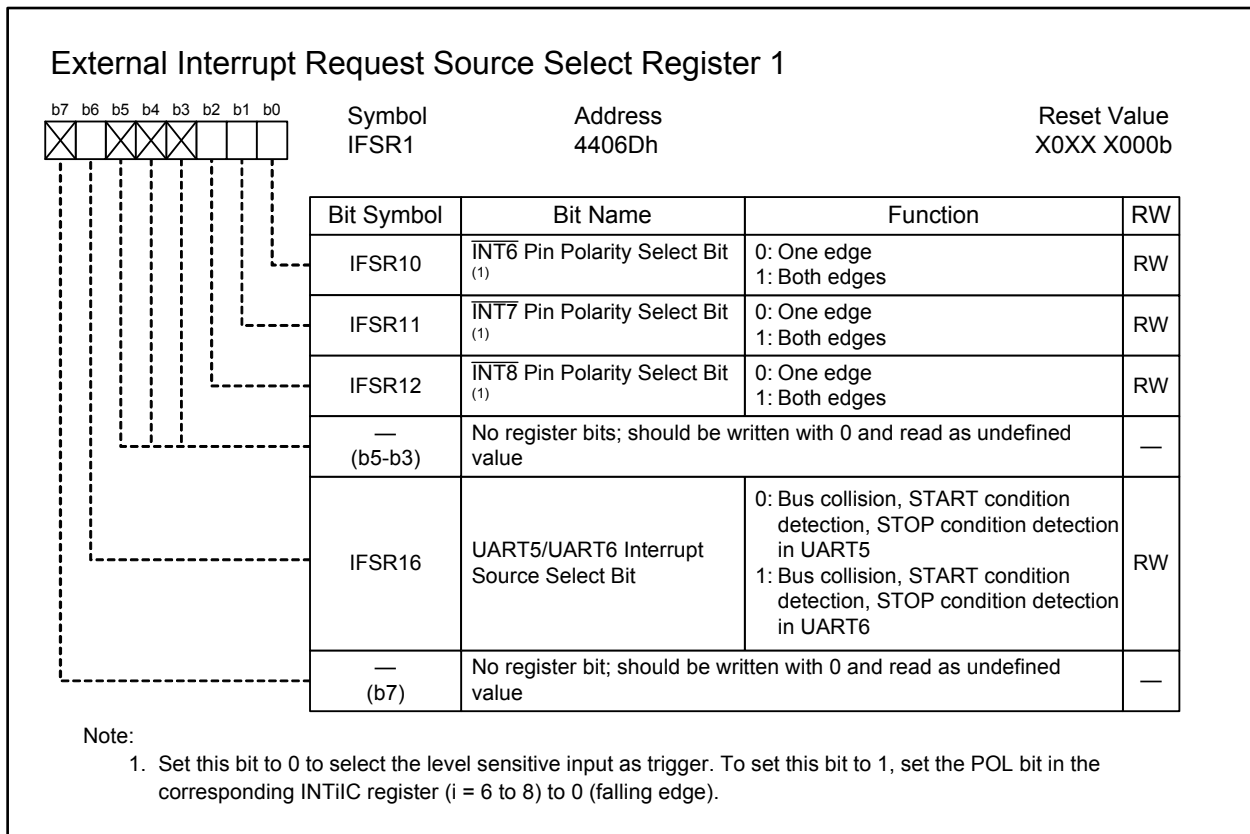 External Interrupt Request Source Select Register 1
b7 b6 b5 b4 b3 b2 b1 b0
Symbol Address Reset Value
IFSR1 4406Dh X0XX X000b
Bit Symbol Bit Name Function RW
IFSR10 INT6 Pin Polarity Select Bit (1) 0: One edge 1: Both edges RW
IFSR11 INT7 Pin Polarity Select Bit (1) 0: One edge 1: Both edges RW
IFSR12 INT8 Pin Polarity Select Bit (1) 0: One edge 1: Both edges RW
— (b5-b3) No register bits; should be written with 0 and read as undefined value —
IFSR16 UART5/UART6 Interrupt Source Select Bit 0: Bus collision, START condition detection, STOP condition detection in UART5 1: Bus collision, START condition detection, STOP condition detection in UART6 RW
— (b7) No register bit; should be written with 0 and read as undefined value —
Note:
1. Set this bit to 0 to select the level sensitive input as trigger. To set this bit to 1, set the POL bit in the
corresponding INTiIC register (i = 6 to 8) to 0 (falling edge).